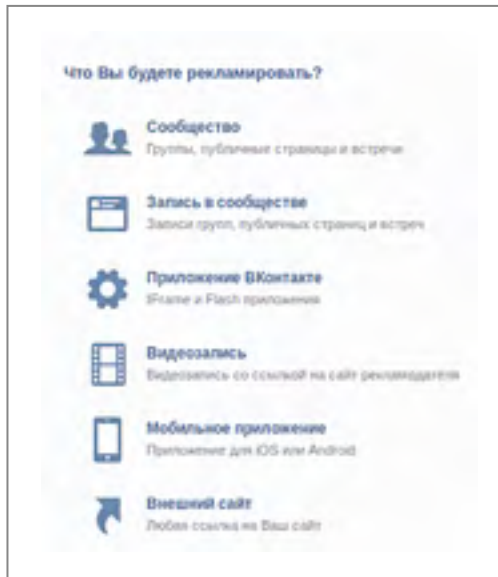 Что Вы будете рекламировать?
Сообщество
Группы, публичные страницы и встречи
Запись в сообществе
Записи групп, публичных страниц и встреч
Приложение ВКонтакте
IFrame и Flash приложения
Видеозапись
Видеозапись со ссылкой на сайт рекламодателя
Мобильное приложение
Приложение для iOS или Android
Внешний сайт
Любая ссылка на Ваш сайт